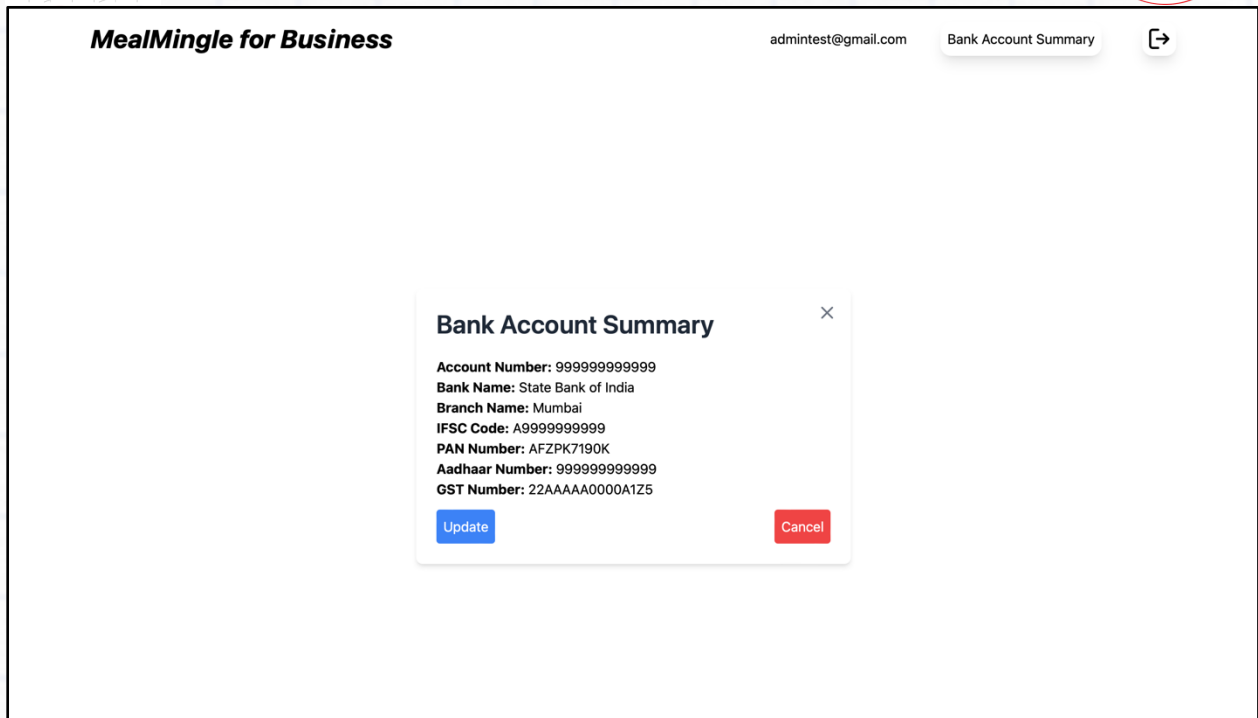 MealMingle for Business
admintest@gmail.com
Bank Account Summary
Bank Account Summary
Account Number: 999999999999
Bank Name: State Bank of India
Branch Name: Mumbai
IFSC Code: A9999999999
PAN Number: AFZPK7190K
Aadhaar Number: 999999999999
GST Number: 22AAAAA0000A1Z5
Update
Cancel